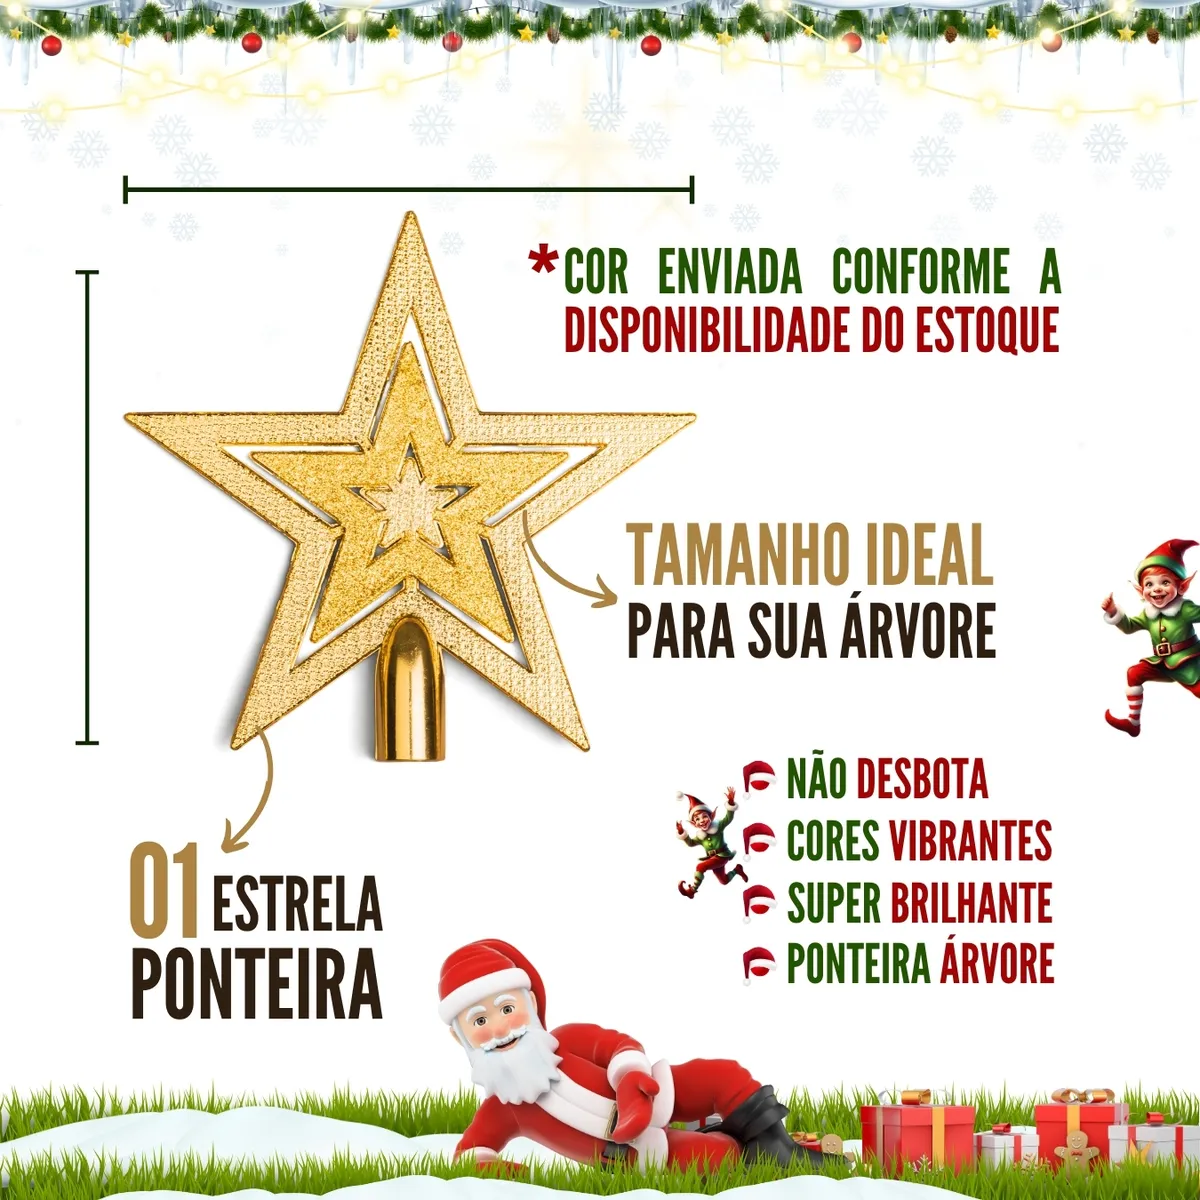 *COR ENVIADA CONFORME A
DISPONIBILIDADE DO ESTOQUE
TAMANHO IDEAL
PARA SUA ÁRVORE
NÃO DESBOTA
CORES VIBRANTES
SUPER BRILHANTE
PONTEIRA ÁRVORE
01 ESTRELA
PONTEIRA